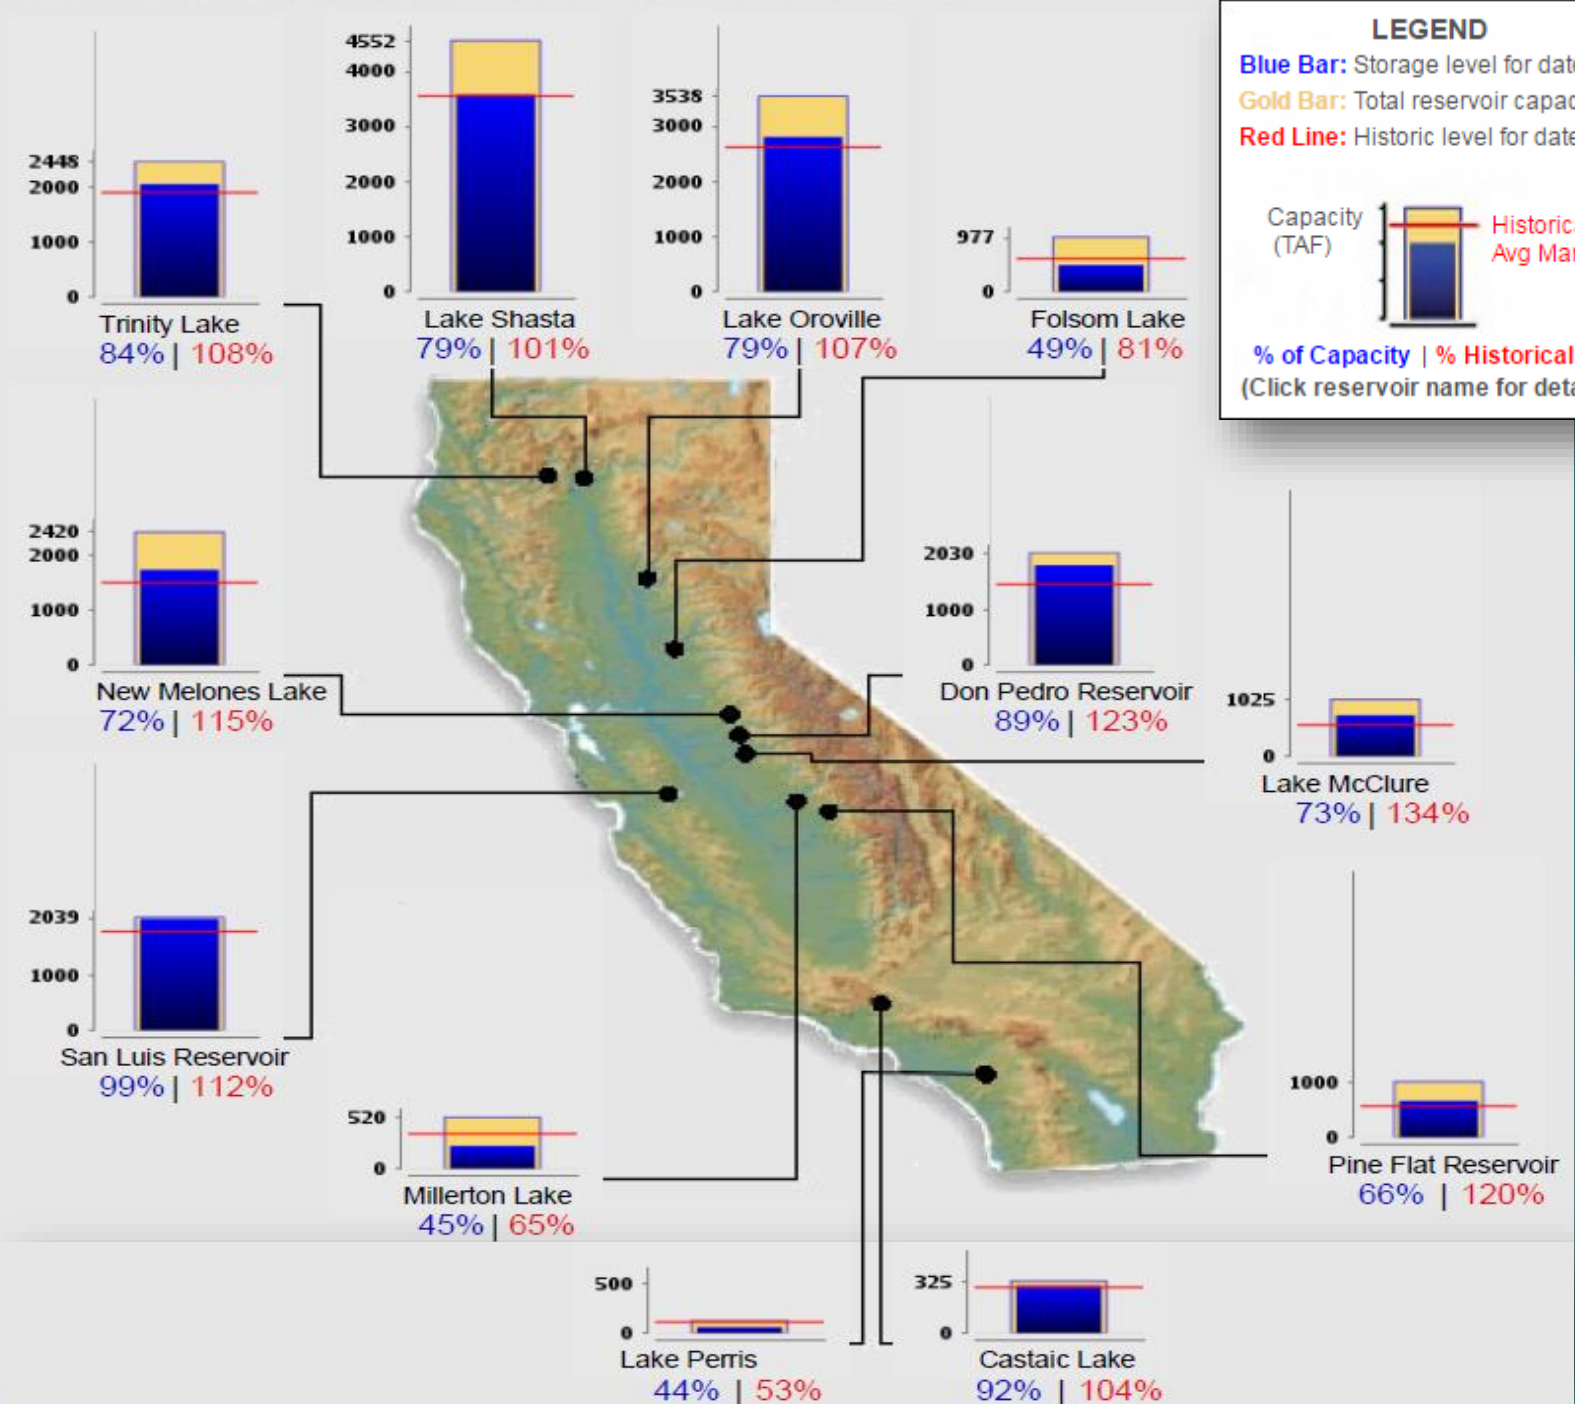 4552
4000
3000
2000
1000
0
Lake Shasta
79% | 101%
3538
3000
2000
1000
0
Lake Oroville
79% | 107%
2448
2000
1000
0
Trinity Lake
84% | 108%
977
0
Folsom Lake
49% | 81%
LEGEND
Blue Bar: Storage level for date
Gold Bar: Total reservoir capac
Red Line: Historic level for date
Capacity
(TAF)
Historica
Avg Mar
% of Capacity | % Historical
(Click reservoir name for deta
2420
2000
1000
0
New Melones Lake
72% | 115%
2030
1000
0
Don Pedro Reservoir
89% | 123%
1025
0
Lake McClure
73% | 134%
2039
1000
0
San Luis Reservoir
99% | 112%
520
0
Millerton Lake
45% | 65%
1000
0
Pine Flat Reservoir
66% | 120%
500
0
Lake Perris
44% | 53%
325
0
Castaic Lake
92% | 104%